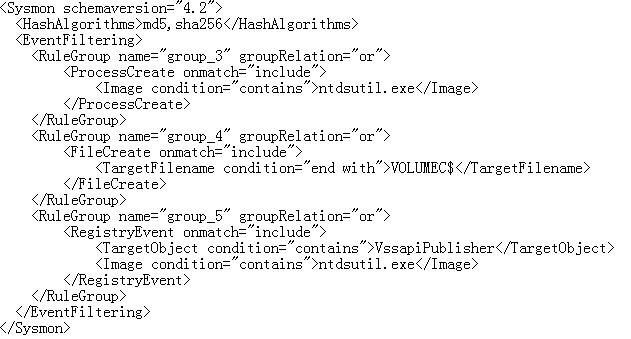 <Sysmon schemaversion="4.2">
<HashAlgorithms>md5,sha256</HashAlgorithms>
<EventFiltering>
<RuleGroup name="group_3" groupRelation="or">
<ProcessCreate onmatch="include">
<Image condition="contains">ntdsutil.exe</Image>
</ProcessCreate>
</RuleGroup>
<RuleGroup name="group_4" groupRelation="or">
<FileCreate onmatch="include">
<TargetFilename condition="end with">VOLUMEC$</TargetFilename>
</FileCreate>
</RuleGroup>
<RuleGroup name="group_5" groupRelation="or">
<RegistryEvent onmatch="include">
<TargetObject condition="contains">VssapiPublisher</TargetObject>
<Image condition="contains">ntdsutil.exe</Image>
</RegistryEvent>
</RuleGroup>
</EventFiltering>
</Sysmon>